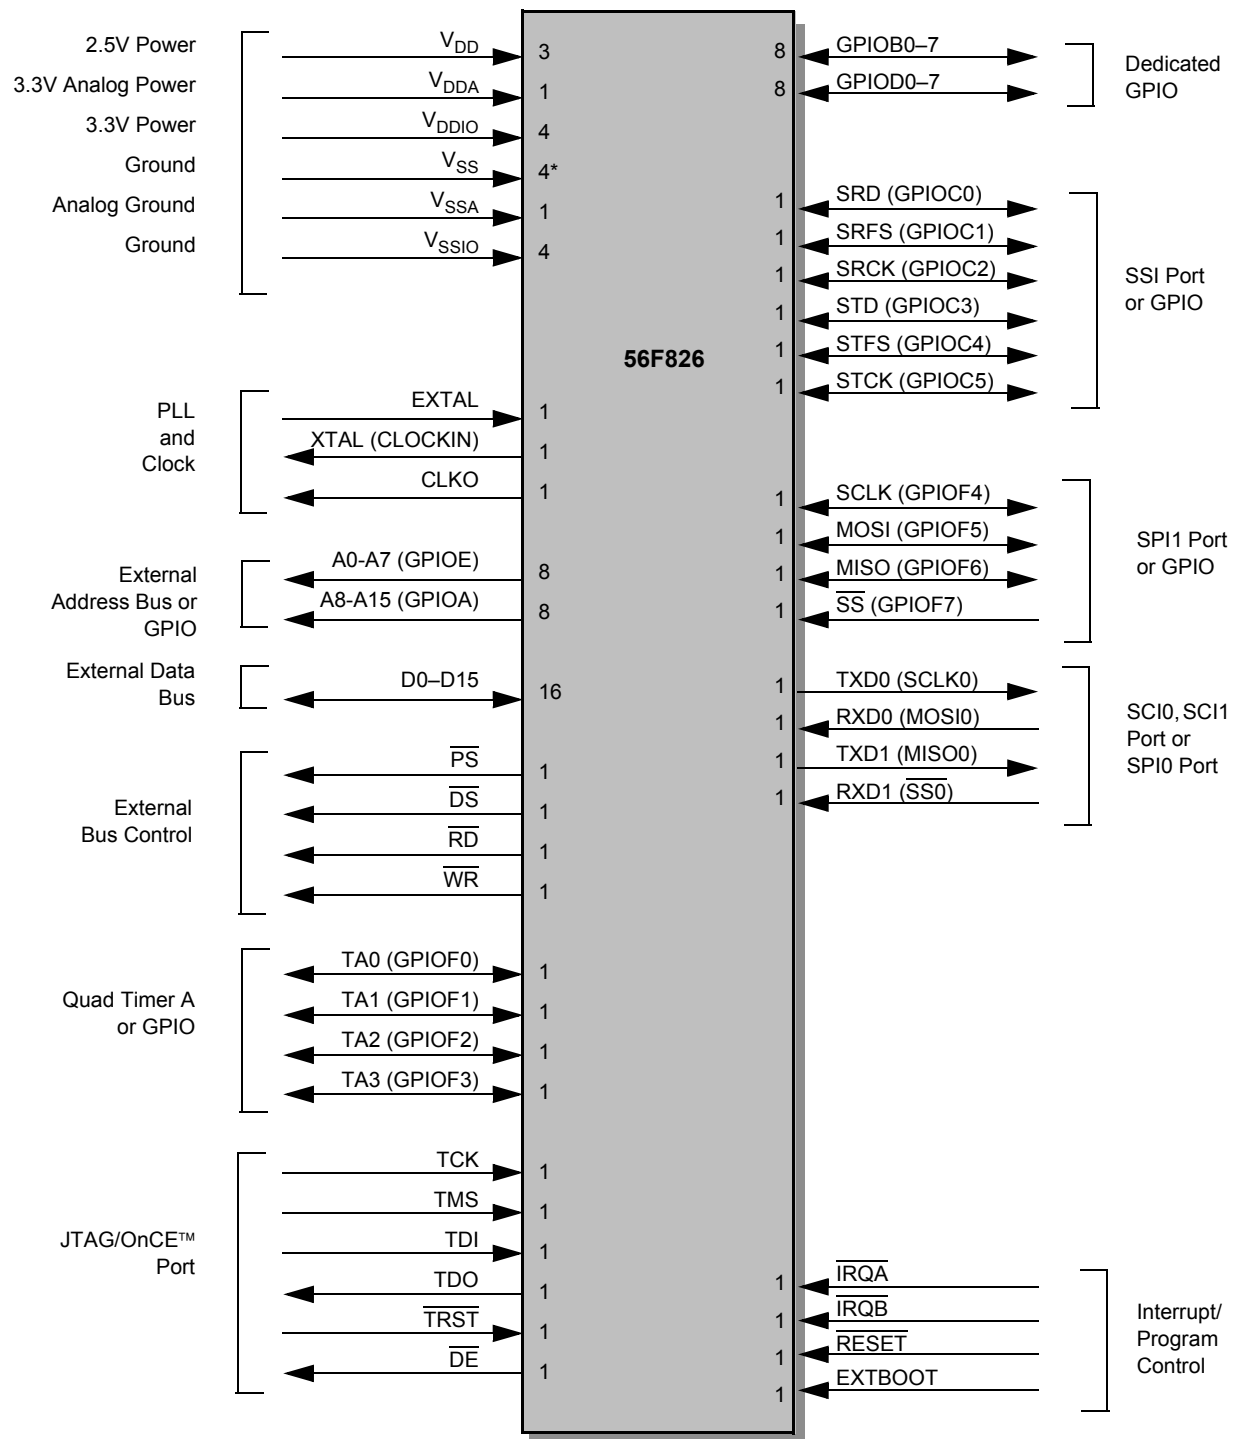 2.5V Power
VDD
3
3.3V Analog Power
VDDA
1
3.3V Power
VDDIO
4
Ground
VSS
4*
Analog Ground
VSSA
1
Ground
VSSIO
4
PLL
and
Clock
EXTAL
1
XTAL (CLOCKIN)
1
CLKO
1
External
Address Bus or
GPIO
A0-A7 (GPIOE)
8
A8-A15 (GPIOA)
8
External Data
Bus
D0–D15
16
External
Bus Control
PS
1
DS
1
RD
1
WR
1
Quad Timer A
or GPIO
TA0 (GPIOF0)
1
TA1 (GPIOF1)
1
TA2 (GPIOF2)
1
TA3 (GPIOF3)
1
JTAG/OnCE™
Port
TCK
1
TMS
1
TDI
1
TDO
1
TRST
1
DE
1
56F826
8
GPIOB0–7
8
GPIOD0–7
Dedicated
GPIO
1
SRD (GPIOC0)
1
SRFS (GPIOC1)
1
SRCK (GPIOC2)
1
STD (GPIOC3)
1
STFS (GPIOC4)
1
STCK (GPIOC5)
SSI Port
or GPIO
1
SCLK (GPIOF4)
1
MOSI (GPIOF5)
1
MISO (GPIOF6)
1
SS (GPIOF7)
SPI1 Port
or GPIO
1
TXD0 (SCLK0)
1
RXD0 (MOSI0)
1
TXD1 (MISO0)
1
RXD1 (SS0)
SCI0, SCI1
Port or
SPI0 Port
1
IRQA
1
IRQB
1
RESET
1
EXTBOOT
Interrupt/
Program
Control